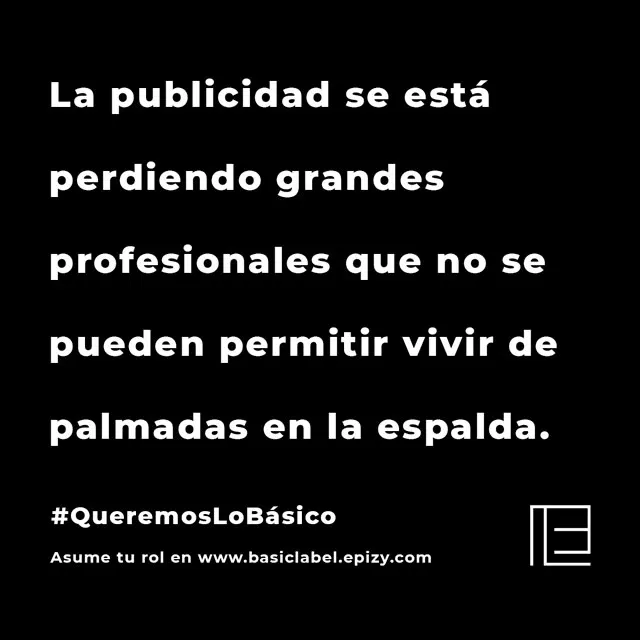 La publicidad se está
perdiendo grandes
profesionales que no se
pueden permitir vivir de
palmadas en la espalda.
#QueremosLoBásico
Asume tu rol en www.basiclabel.epizy.com